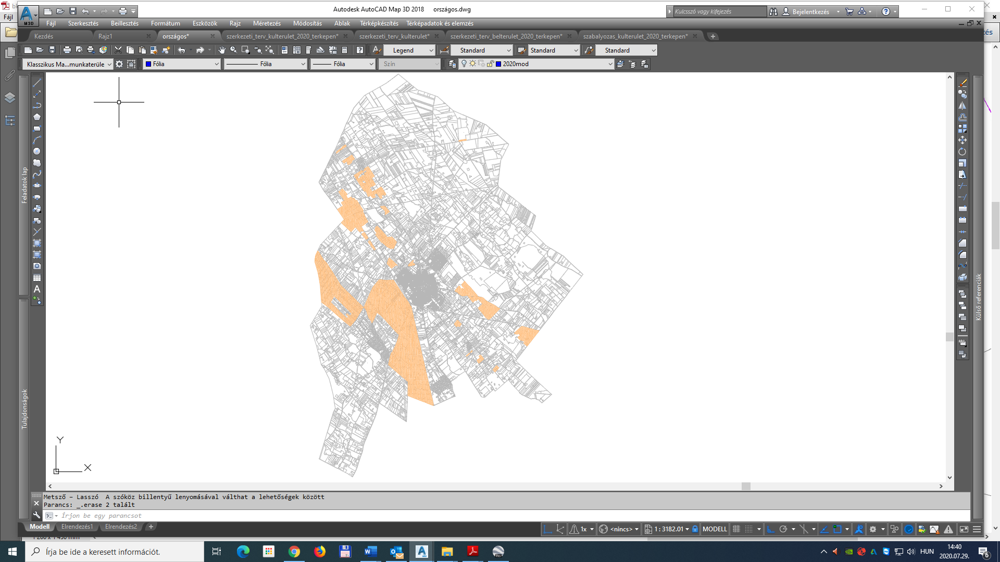 Autodesk AutoCAD Map 3D 2018 országos.dwg
Kulcsszó vagy kifejezés
Bejelentkezés
Fájl
M3D
Fájl Szerkesztés Beillesztés Formátum Eszközök Rajz Méretezés Módosítás Ablak Térképkészítés Térképadatok és elemzés
Kezdés Rajz1 országos* szerkezeti_terv_kulterulet_2020_terkepen* szerkezeti_terv_kulterulet* szerkezeti_terv_belterulet_2020_terkepen* szabalyozas_kulterulet_2020_terkepen*
Legend Standard Standard Standard
Klasszikus Ma...munkaterüle Fólia Fólia Fólia Szín 2020mod
Feladatok lap
Tulajdonságok
Külső referenciák
A
Y
X
Metsző - Lasszó A szóköz billentyű lenyomásával válthat a lehetőségek között
Parancs: _.erase 2 talált
Írjon be egy parancsot
Modell Elrendezés1 Elrendezés2
1x <nincs> 1 : 3182.01 MODELL
Írja be ide a keresett információt.
HUN
14:40
2020.07.29.
6